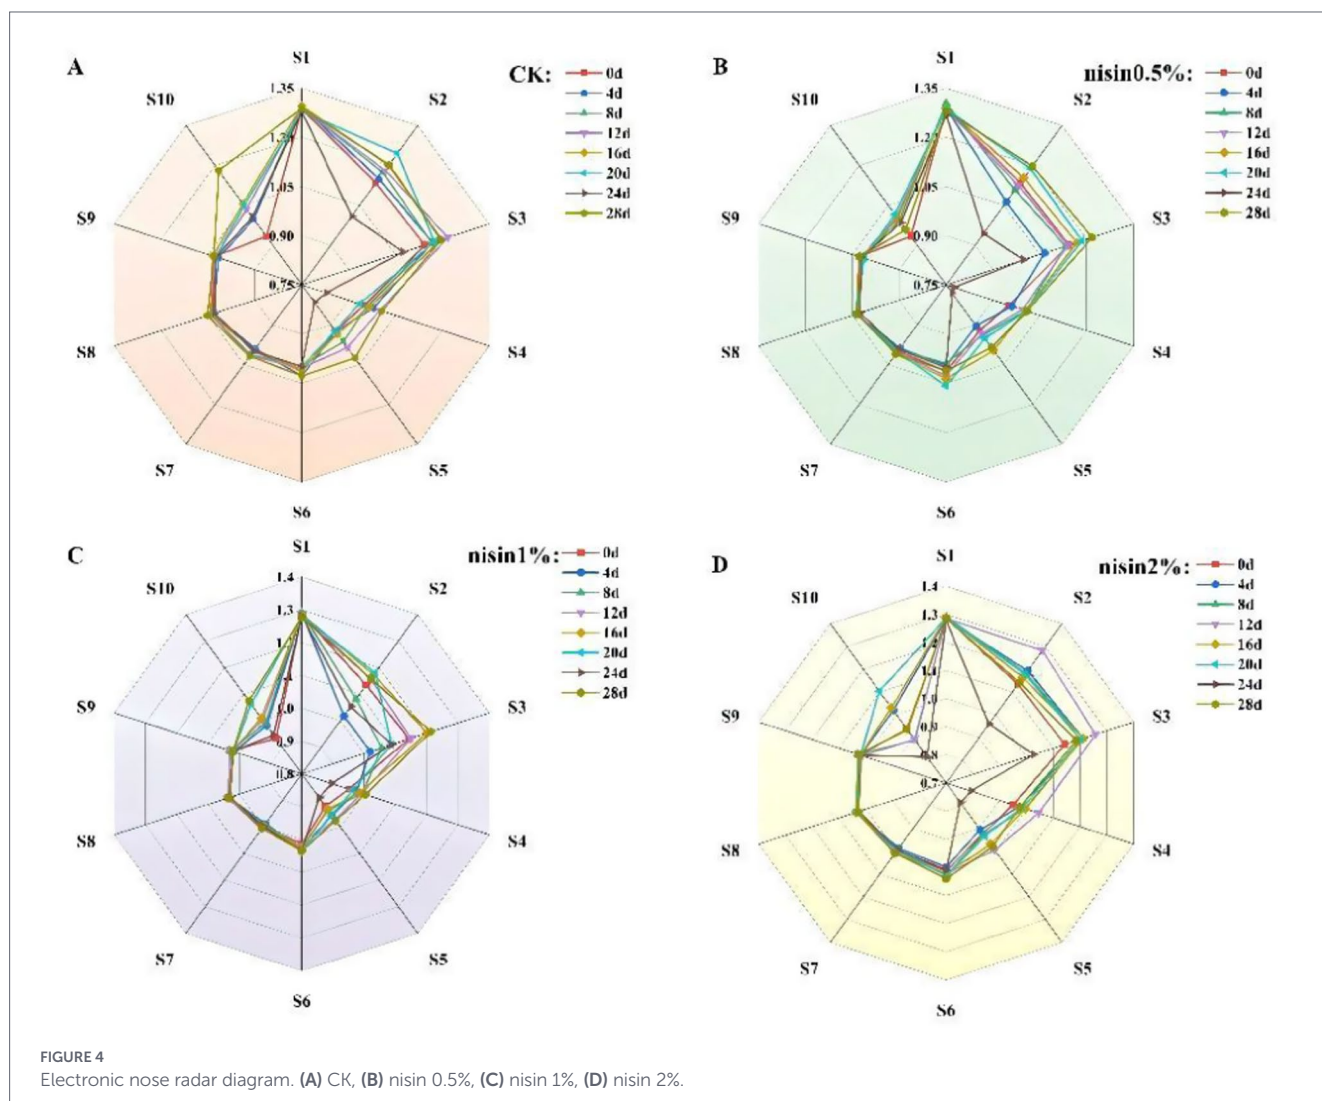 A
CK:
0d
4d
8d
12d
16d
20d
24d
28d
S1
S2
S3
S4
S5
S6
S7
S8
S9
S10
1.35
1.05
0.90
0.75
B
nisin0.5%:
0d
4d
8d
12d
16d
20d
24d
28d
S1
S2
S3
S4
S5
S6
S7
S8
S9
S10
1.35
1.05
0.90
0.75
C
nisin1%:
0d
4d
8d
12d
16d
20d
24d
28d
S1
S2
S3
S4
S5
S6
S7
S8
S9
S10
1.4
1.3
0.9
0.8
D
nisin2%:
0d
4d
8d
12d
16d
20d
24d
28d
S1
S2
S3
S4
S5
S6
S7
S8
S9
S10
1.4
1.3
0.7
FIGURE 4
Electronic nose radar diagram. (A) CK, (B) nisin 0.5%, (C) nisin 1%, (D) nisin 2%.